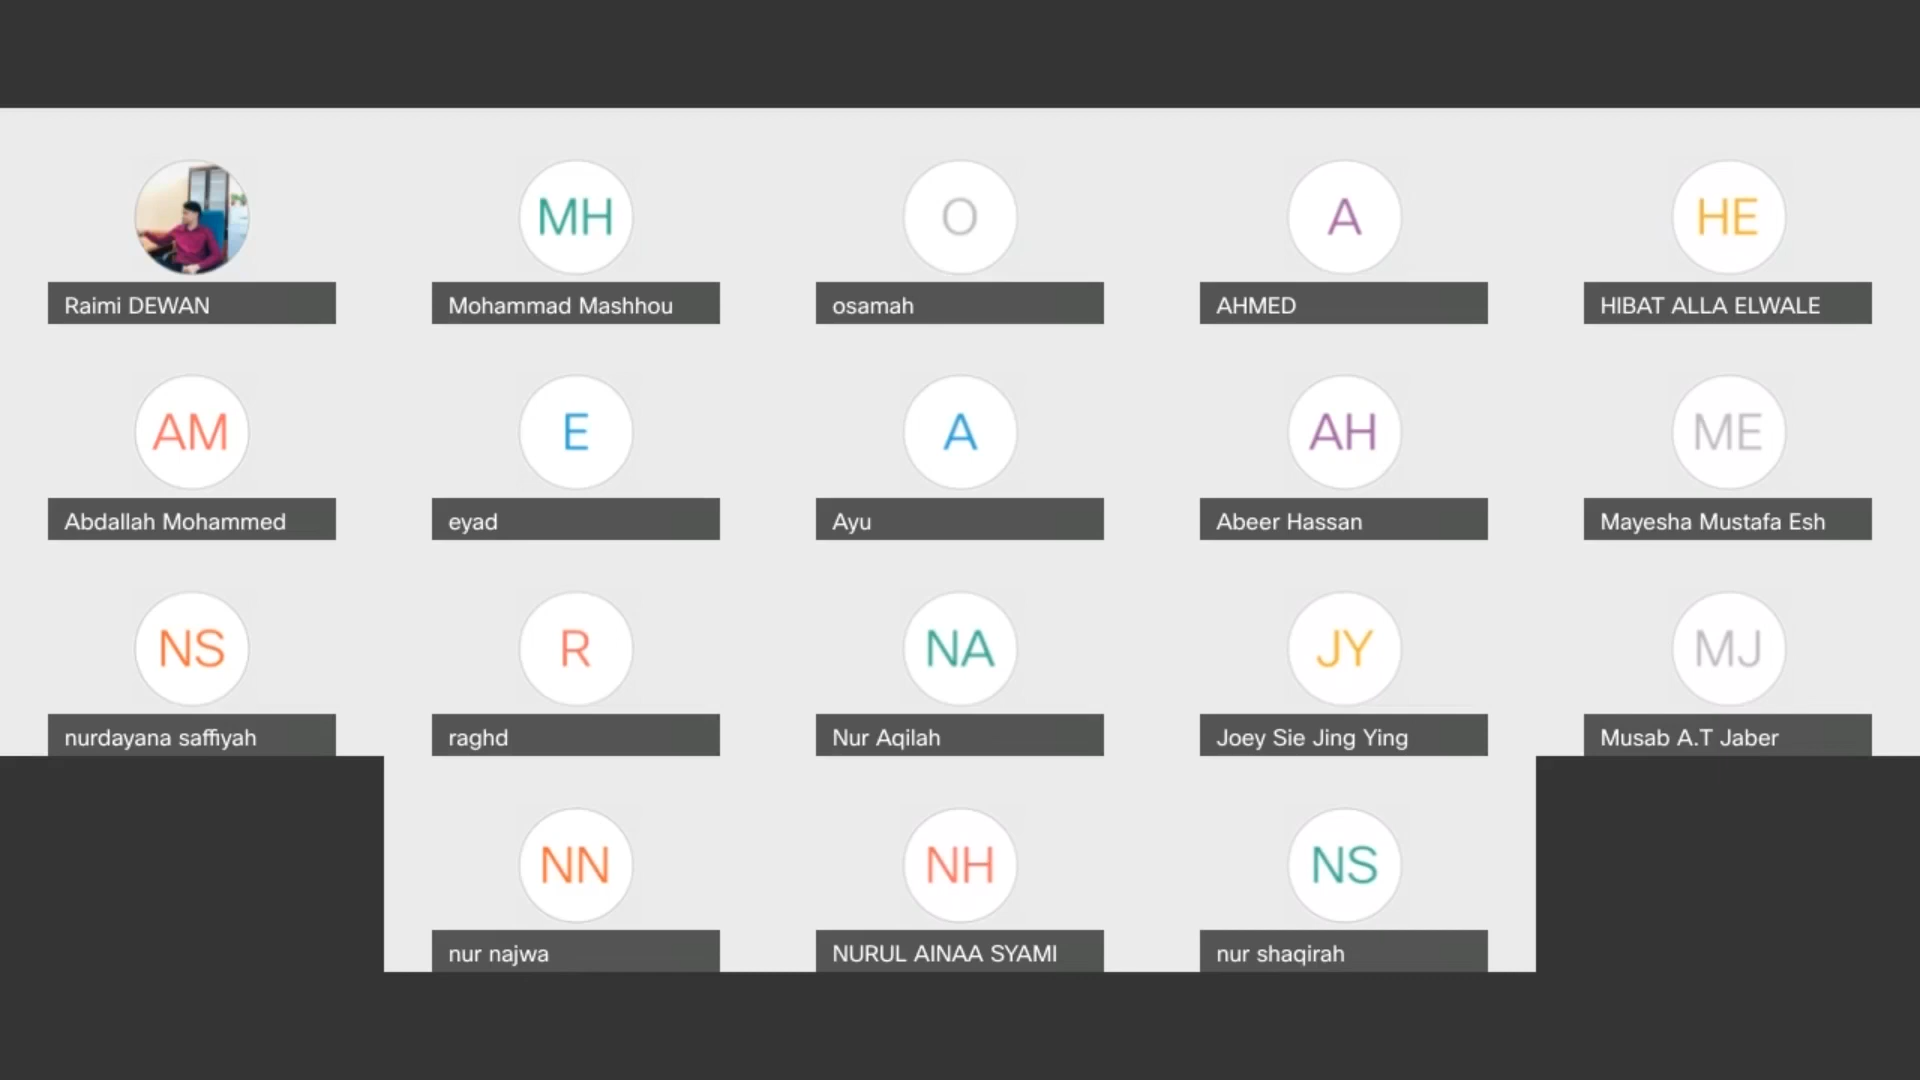 MH
O
A
HE
Raimi DEWAN
Mohammad Mashhou
osamah
AHMED
HIBAT ALLA ELWALE
AM
E
A
AH
ME
Abdallah Mohammed
eyad
Ayu
Abeer Hassan
Mayesha Mustafa Esh
NS
R
NA
JY
MJ
nurdayana saffiyah
raghd
Nur Aqilah
Joey Sie Jing Ying
Musab A.T Jaber
NN
NH
NS
nur najwa
NURUL AINAA SYAMI
nur shaqirah